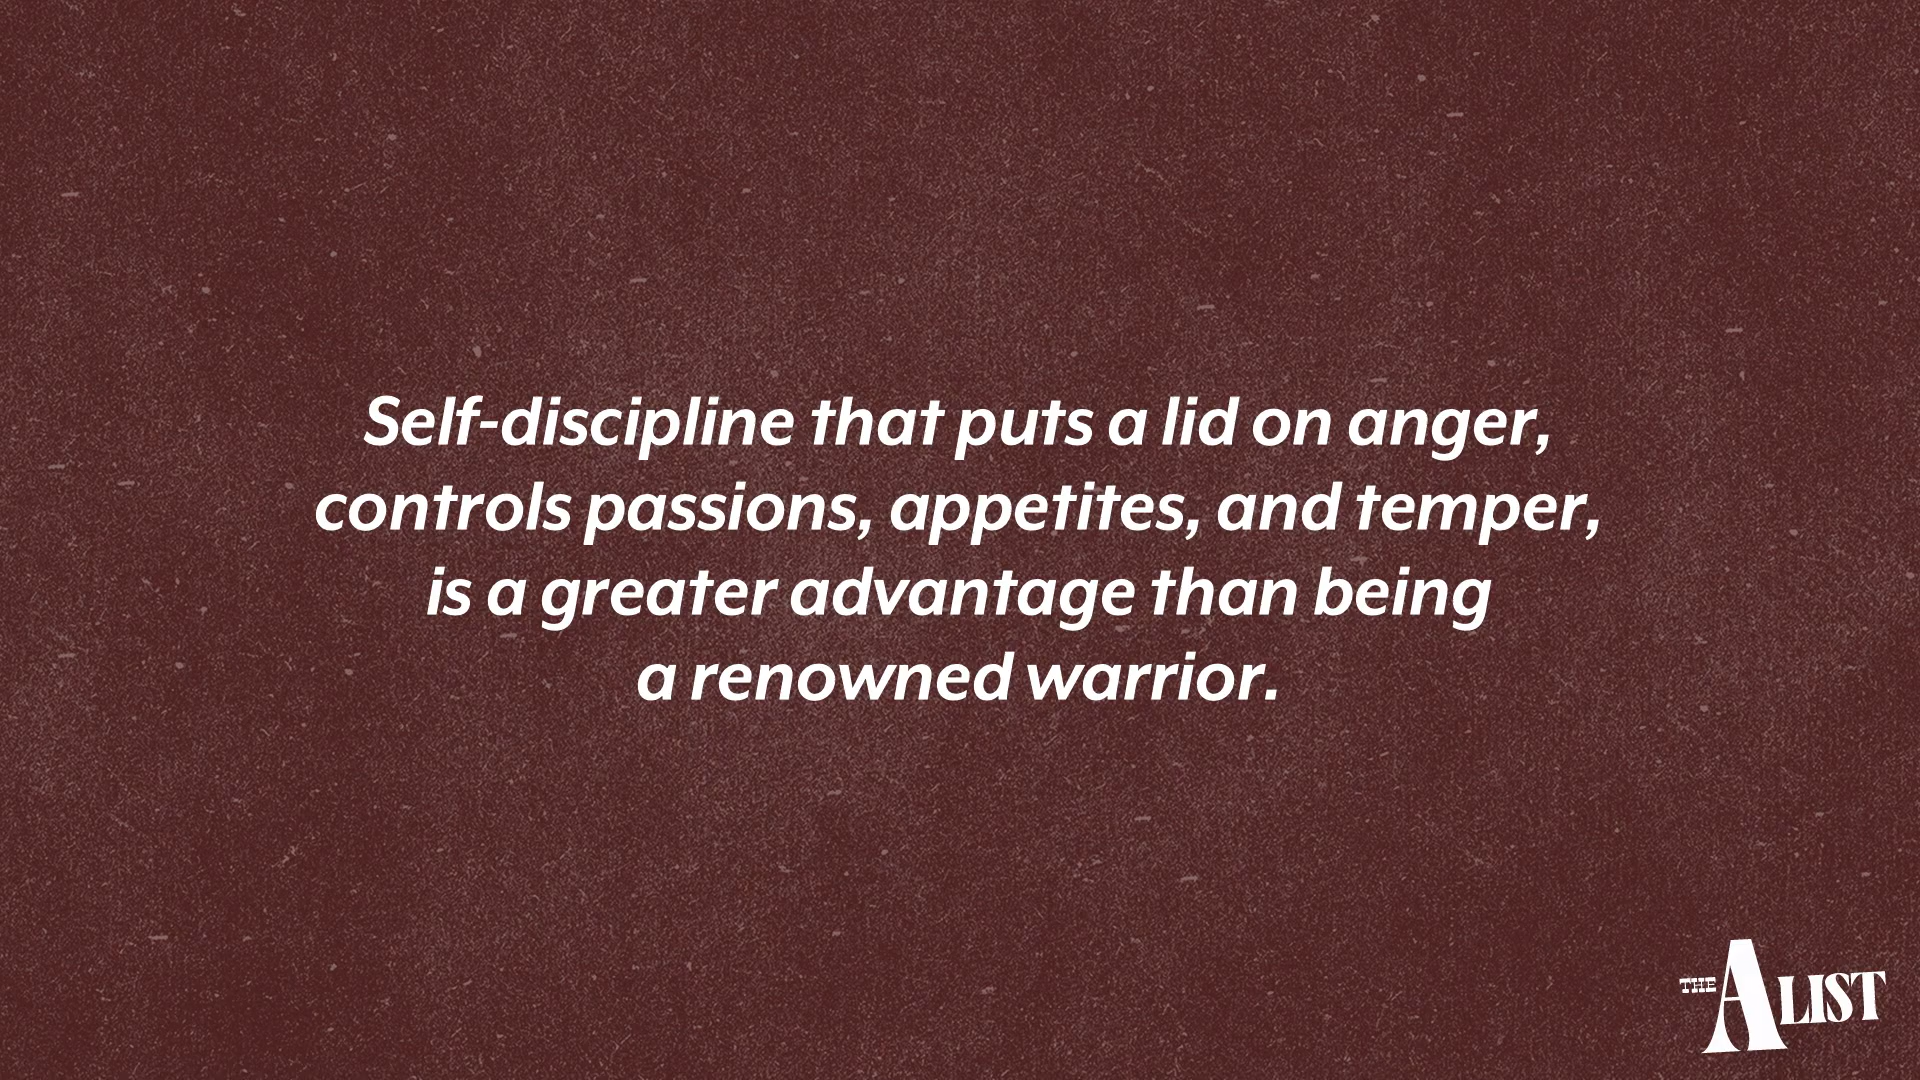 Self-discipline that puts a lid on anger,
controls passions, appetites, and temper,
is a greater advantage than being
a renowned warrior.
THE A LIST